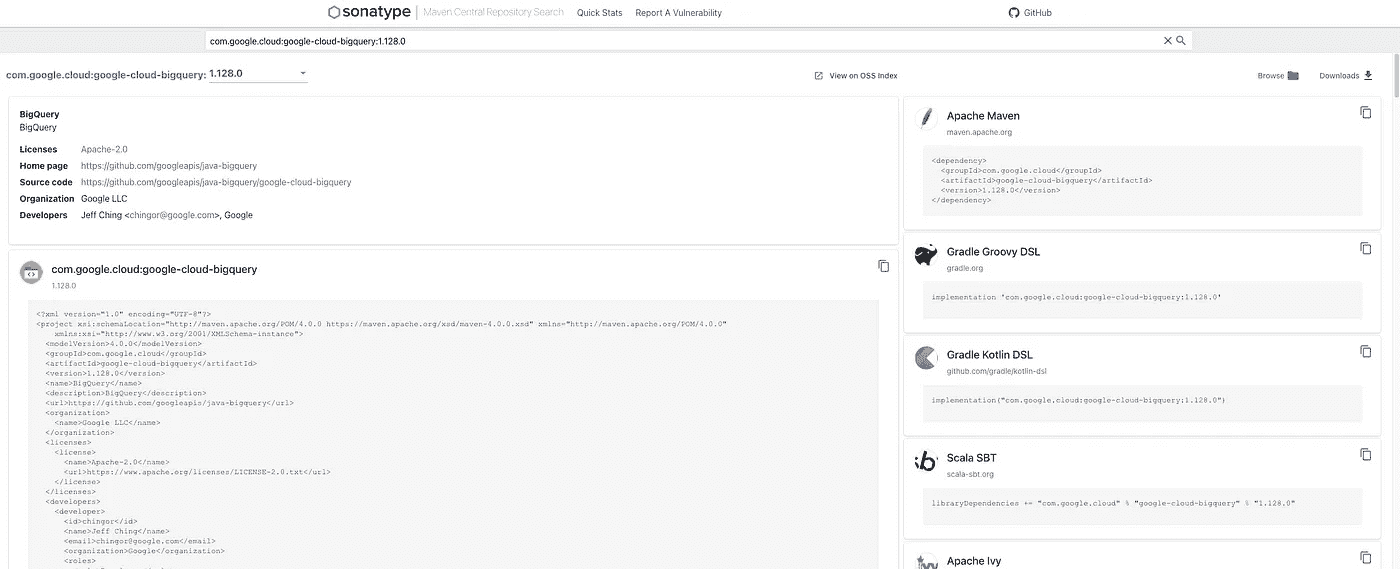 sonatype
Maven Central Repository Search
Quick Stats
Report A Vulnerability
GitHub
com.google.cloud:google-cloud-bigquery:1.128.0
com.google.cloud:google-cloud-bigquery: 1.128.0
View on OSS Index
Browse
Downloads
BigQuery
BigQuery
Licenses Apache-2.0
Home page https://github.com/googleapis/java-bigquery
Source code https://github.com/googleapis/java-bigquery/google-cloud-bigquery
Organization Google LLC
Developers Jeff Ching <chingor@google.com>, Google
com.google.cloud:google-cloud-bigquery
1.128.0
<?xml version="1.0" encoding="UTF-8"?>
<project xsi:schemaLocation="http://maven.apache.org/POM/4.0.0 https://maven.apache.org/xsd/maven-4.0.0.xsd" xmlns="http://maven.apache.org/POM/4.0.0"
xmlns:xsi="http://www.w3.org/2001/XMLSchema-instance">
<modelVersion>4.0.0</modelVersion>
<groupId>com.google.cloud</groupId>
<artifactId>google-cloud-bigquery</artifactId>
<version>1.128.0</version>
<name>BigQuery</name>
<description>BigQuery</description>
<url>https://github.com/googleapis/java-bigquery</url>
<organization>
<name>Google LLC</name>
</organization>
<licenses>
<license>
<name>Apache-2.0</name>
<url>https://www.apache.org/licenses/LICENSE-2.0.txt</url>
</license>
</licenses>
<developers>
<developer>
<id>chingor</id>
<name>Jeff Ching</name>
<email>chingor@google.com</email>
<organization>Google</organization>
<roles>
Apache Maven
maven.apache.org
<dependency>
<groupId>com.google.cloud</groupId>
<artifactId>google-cloud-bigquery</artifactId>
<version>1.128.0</version>
</dependency>
Gradle Groovy DSL
gradle.org
implementation 'com.google.cloud:google-cloud-bigquery:1.128.0'
Gradle Kotlin DSL
github.com/gradle/kotlin-dsl
implementation("com.google.cloud:google-cloud-bigquery:1.128.0")
Scala SBT
scala-sbt.org
libraryDependencies += "com.google.cloud" % "google-cloud-bigquery" % "1.128.0"
Apache Ivy